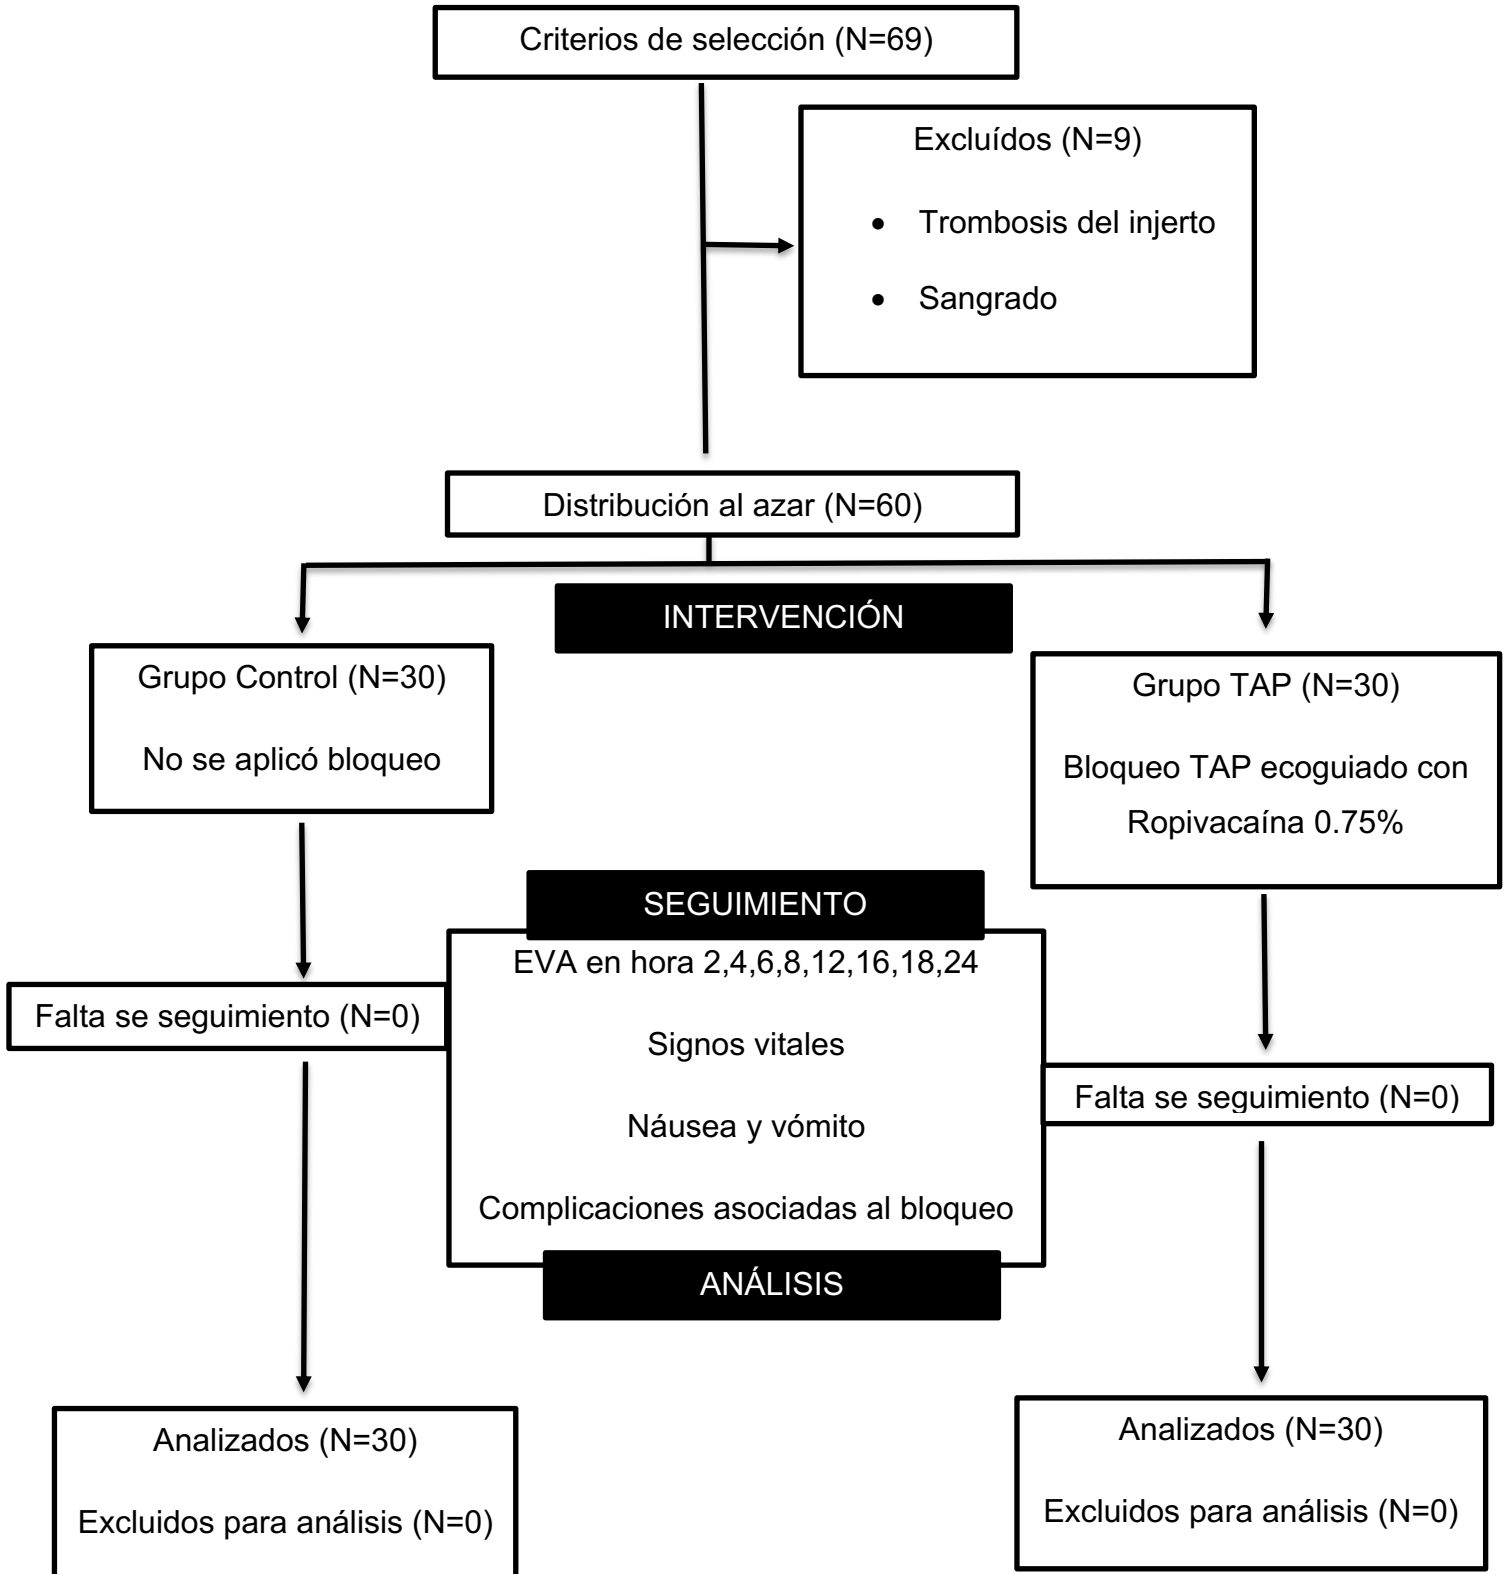 Criterios de selección (N=69)
Excluídos (N=9)
• Trombosis del injerto
• Sangrado
Distribución al azar (N=60)
INTERVENCIÓN
Grupo Control (N=30)
No se aplicó bloqueo
Grupo TAP (N=30)
Bloqueo TAP ecoguiado con
Ropivacaína 0.75%
SEGUIMIENTO
EVA en hora 2,4,6,8,12,16,18,24
Signos vitales
Náusea y vómito
Complicaciones asociadas al bloqueo
Falta se seguimiento (N=0)
Falta se seguimiento (N=0)
ANÁLISIS
Analizados (N=30)
Excluidos para análisis (N=0)
Analizados (N=30)
Excluidos para análisis (N=0)